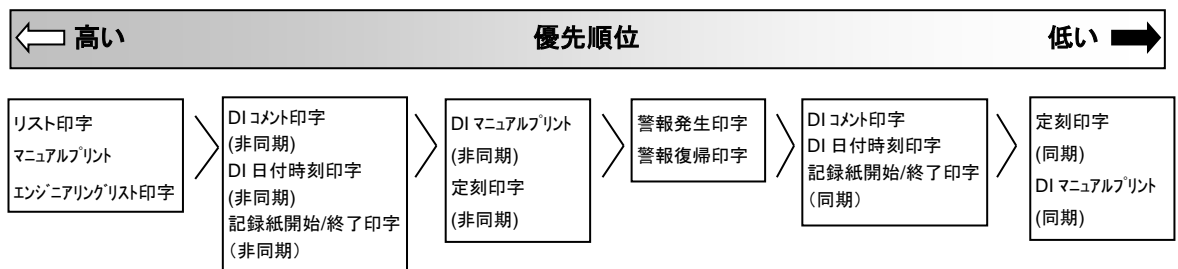 高い 優先順位 低い
リスト印字
マニュアルプリント
エンジニアリングリスト印字
DI コメント印字
(非同期)
DI 日付時刻印字
(非同期)
記録紙開始/終了印字
(非同期)
DI マニュアルプリント
(非同期)
定刻印字
(非同期)
警報発生印字
警報復帰印字
DI コメント印字
DI 日付時刻印字
記録紙開始/終了印字
(同期)
定刻印字
(同期)
DI マニュアルプリント
(同期)